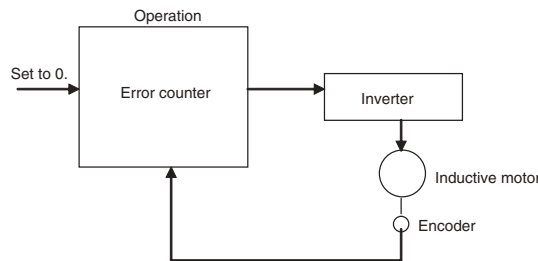 Operation
Set to 0.
Error counter
Inverter
Inductive motor
Encoder